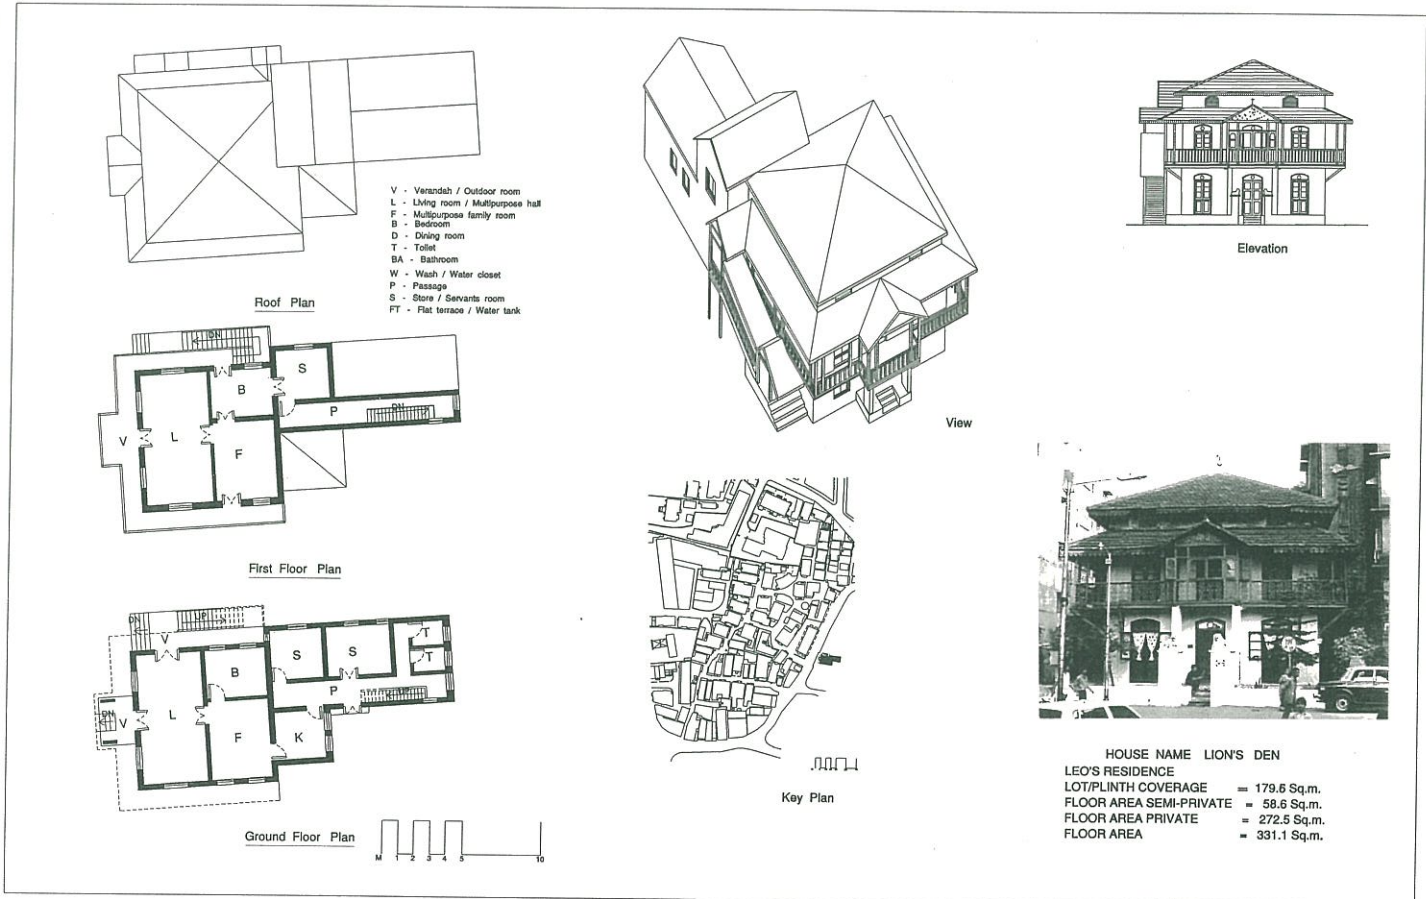 Roof Plan
V - Verandah / Outdoor room
L - Living room / Multipurpose hall
F - Multipurpose family room
B - Bedroom
D - Dining room
T - Toilet
BA - Bathroom
W - Wash / Water closet
P - Passage
S - Store / Servants room
FT - Flat terrace / Water tank
DN
S
B
P
DN
V
L
F
First Floor Plan
DN
UP
V
S
S
T
T
B
P
UP
DN
V
L
F
K
Ground Floor Plan
M 1 2 3 4 5 10
View
Key Plan
Elevation
HOUSE NAME LION'S DEN
LEO'S RESIDENCE
LOT/PLINTH COVERAGE = 179.6 Sq.m.
FLOOR AREA SEMI-PRIVATE = 58.6 Sq.m.
FLOOR AREA PRIVATE = 272.5 Sq.m.
FLOOR AREA = 331.1 Sq.m.